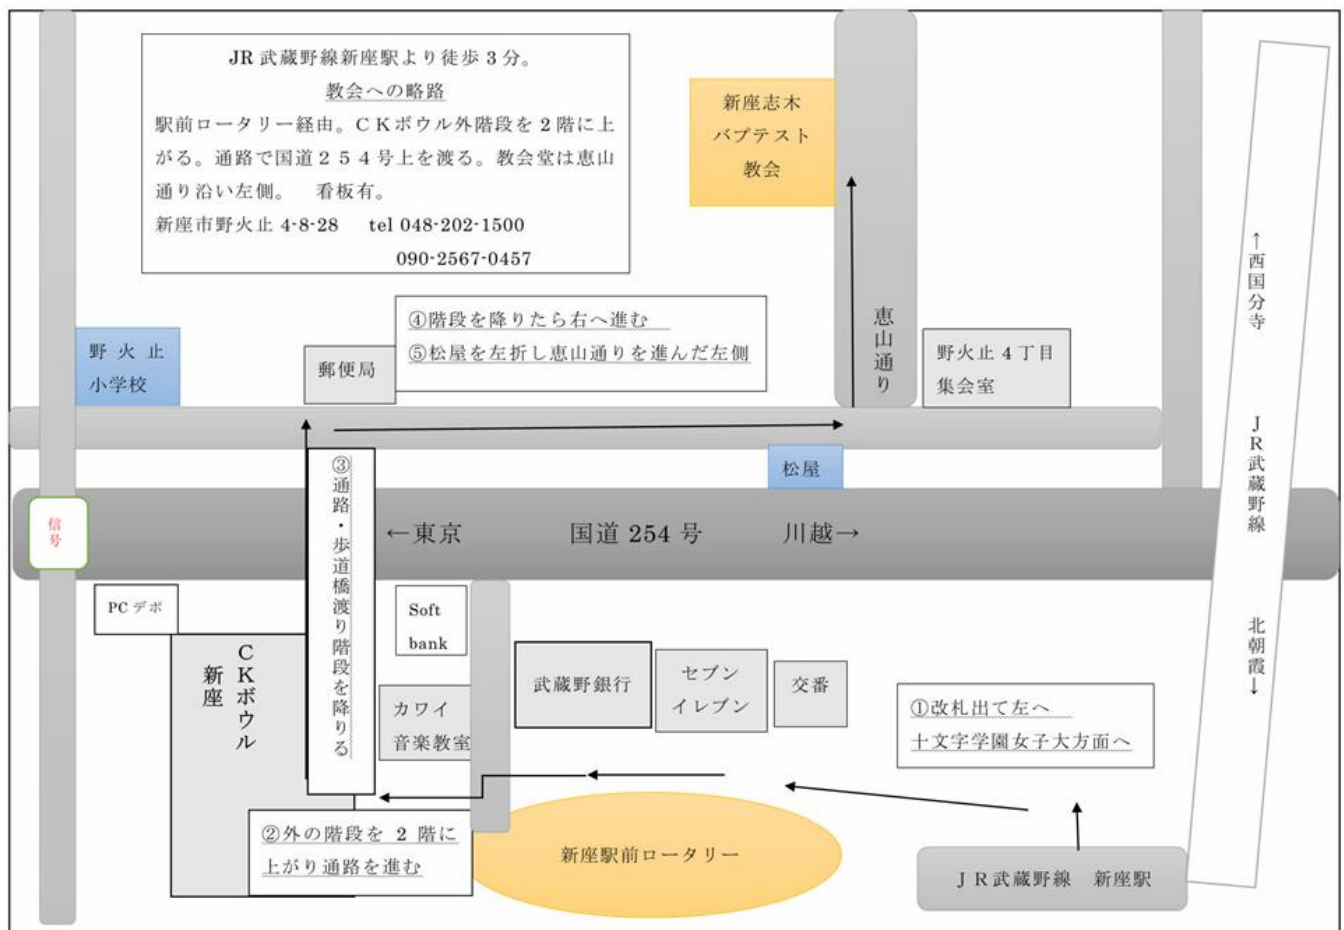 JR 武蔵野線新座駅より徒歩 3 分。
教会への略路
駅前ロータリー経由。ＣＫボウル外階段を 2 階に上
がる。通路で国道２５４号上を渡る。教会堂は恵山
通り沿い左側。　看板有。
新座市野火止 4-8-28　tel 048-202-1500
090-2567-0457
新座志木
バプテスト
教会
↑西国分寺
ＪＲ武蔵野線
北朝霞↓
④階段を降りたら右へ進む
⑤松屋を左折し恵山通りを進んだ左側
恵山通り
野火止
小学校
郵便局
野火止 4 丁目
集会室
松屋
③通路・歩道橋渡り階段を降りる
信号
←東京
国道 254 号
川越→
PC デポ
Soft
bank
ＣＫボウル
新座
カワイ
音楽教室
武蔵野銀行
セブン
イレブン
交番
①改札出て左へ
十文字学園女子大方面へ
②外の階段を 2 階に
上がり通路を進む
新座駅前ロータリー
ＪＲ武蔵野線　新座駅